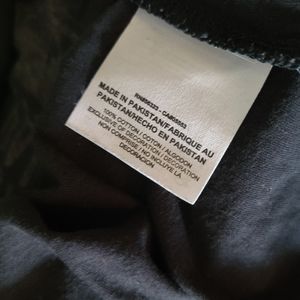 MADE IN PAKISTAN/FABRIQUE AU
PAKISTAN/HECHO EN PAKISTAN
100% COTTON / COTON / ALGODON
EXCLUSIVE OF DECORATION / DECORATION
NON COMPRISE / NO INCLUYE LA
DECORACION